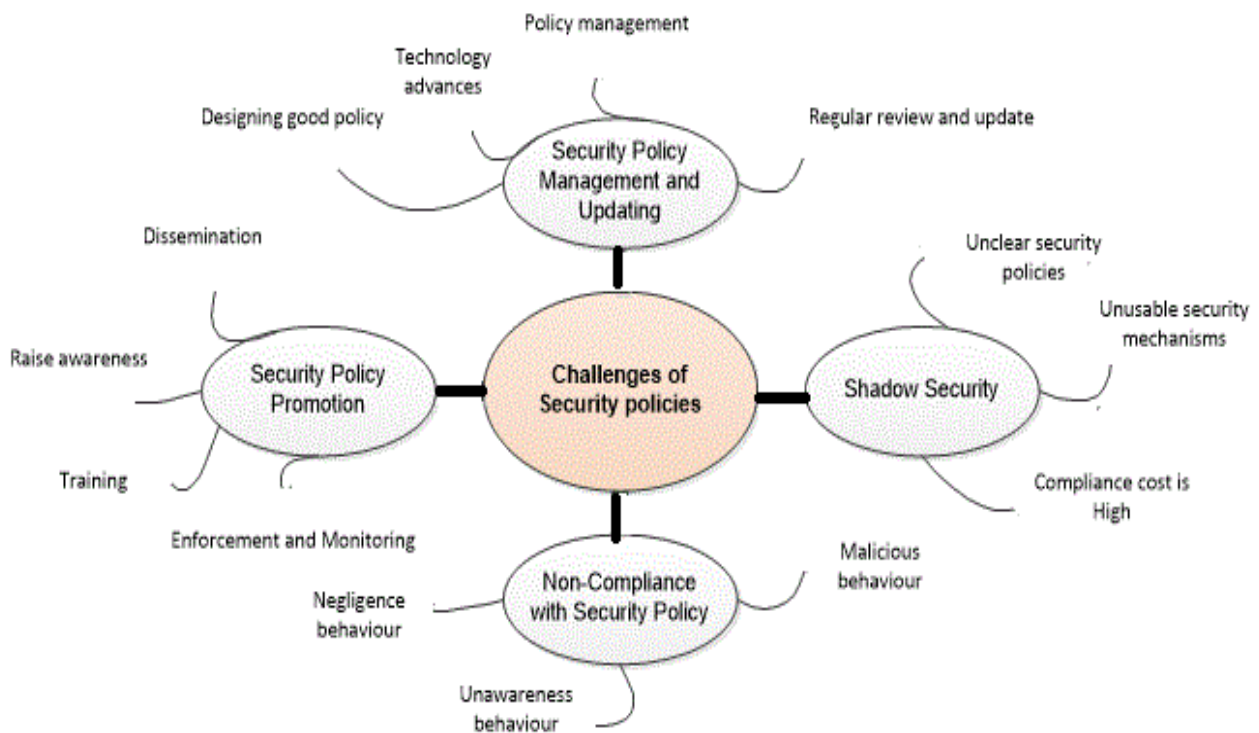 Policy management
Technology
advances
Designing good policy
Regular review and update
Security Policy
Management and
Updating
Dissemination
Unclear security
policies
Unusable security
mechanisms
Raise awareness
Security Policy
Promotion
Challenges of
Security policies
Shadow Security
Training
Compliance cost is
High
Enforcement and Monitoring
Malicious
behaviour
Non-Compliance
with Security Policy
Negligence
behaviour
Unawareness
behaviour